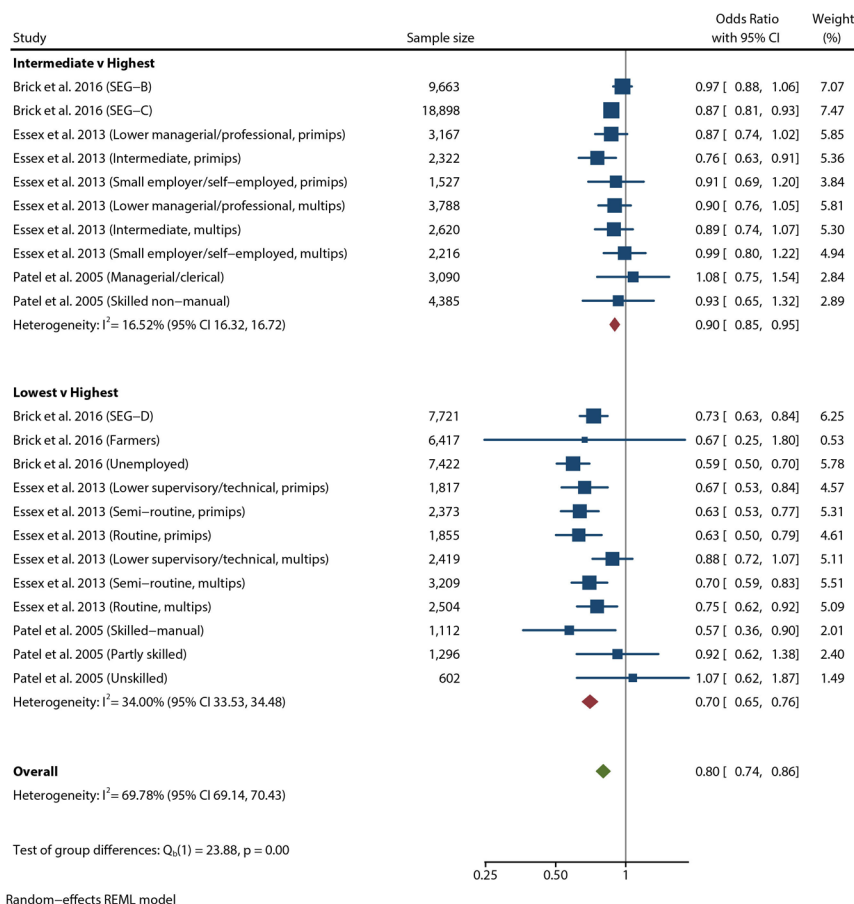 Odds Ratio Weight
Study Sample size with 95% CI (%)
Intermediate v Highest
Brick et al. 2016 (SEG−B) 9,663 0.97 [ 0.88, 1.06] 7.07
Brick et al. 2016 (SEG−C) 18,898 0.87 [ 0.81, 0.93] 7.47
Essex et al. 2013 (Lower managerial/professional, primips) 3,167 0.87 [ 0.74, 1.02] 5.85
Essex et al. 2013 (Intermediate, primips) 2,322 0.76 [ 0.63, 0.91] 5.36
Essex et al. 2013 (Small employer/self−employed, primips) 1,527 0.91 [ 0.69, 1.20] 3.84
Essex et al. 2013 (Lower managerial/professional, multips) 3,788 0.90 [ 0.76, 1.05] 5.81
Essex et al. 2013 (Intermediate, multips) 2,620 0.89 [ 0.74, 1.07] 5.30
Essex et al. 2013 (Small employer/self−employed, multips) 2,216 0.99 [ 0.80, 1.22] 4.94
Patel et al. 2005 (Managerial/clerical) 3,090 1.08 [ 0.75, 1.54] 2.84
Patel et al. 2005 (Skilled non−manual) 4,385 0.93 [ 0.65, 1.32] 2.89
Heterogeneity: I²= 16.52% (95% CI 16.32, 16.72) 0.90 [ 0.85, 0.95]
Lowest v Highest
Brick et al. 2016 (SEG−D) 7,721 0.73 [ 0.63, 0.84] 6.25
Brick et al. 2016 (Farmers) 6,417 0.67 [ 0.25, 1.80] 0.53
Brick et al. 2016 (Unemployed) 7,422 0.59 [ 0.50, 0.70] 5.78
Essex et al. 2013 (Lower supervisory/technical, primips) 1,817 0.67 [ 0.53, 0.84] 4.57
Essex et al. 2013 (Semi−routine, primips) 2,373 0.63 [ 0.53, 0.77] 5.31
Essex et al. 2013 (Routine, primips) 1,855 0.63 [ 0.50, 0.79] 4.61
Essex et al. 2013 (Lower supervisory/technical, multips) 2,419 0.88 [ 0.72, 1.07] 5.11
Essex et al. 2013 (Semi−routine, multips) 3,209 0.70 [ 0.59, 0.83] 5.51
Essex et al. 2013 (Routine, multips) 2,504 0.75 [ 0.62, 0.92] 5.09
Patel et al. 2005 (Skilled−manual) 1,112 0.57 [ 0.36, 0.90] 2.01
Patel et al. 2005 (Partly skilled) 1,296 0.92 [ 0.62, 1.38] 2.40
Patel et al. 2005 (Unskilled) 602 1.07 [ 0.62, 1.87] 1.49
Heterogeneity: I²= 34.00% (95% CI 33.53, 34.48) 0.70 [ 0.65, 0.76]
Overall 0.80 [ 0.74, 0.86]
Heterogeneity: I²= 69.78% (95% CI 69.14, 70.43)
Test of group differences: Q_b(1) = 23.88, p = 0.00
0.25 0.50 1
Random−effects REML model